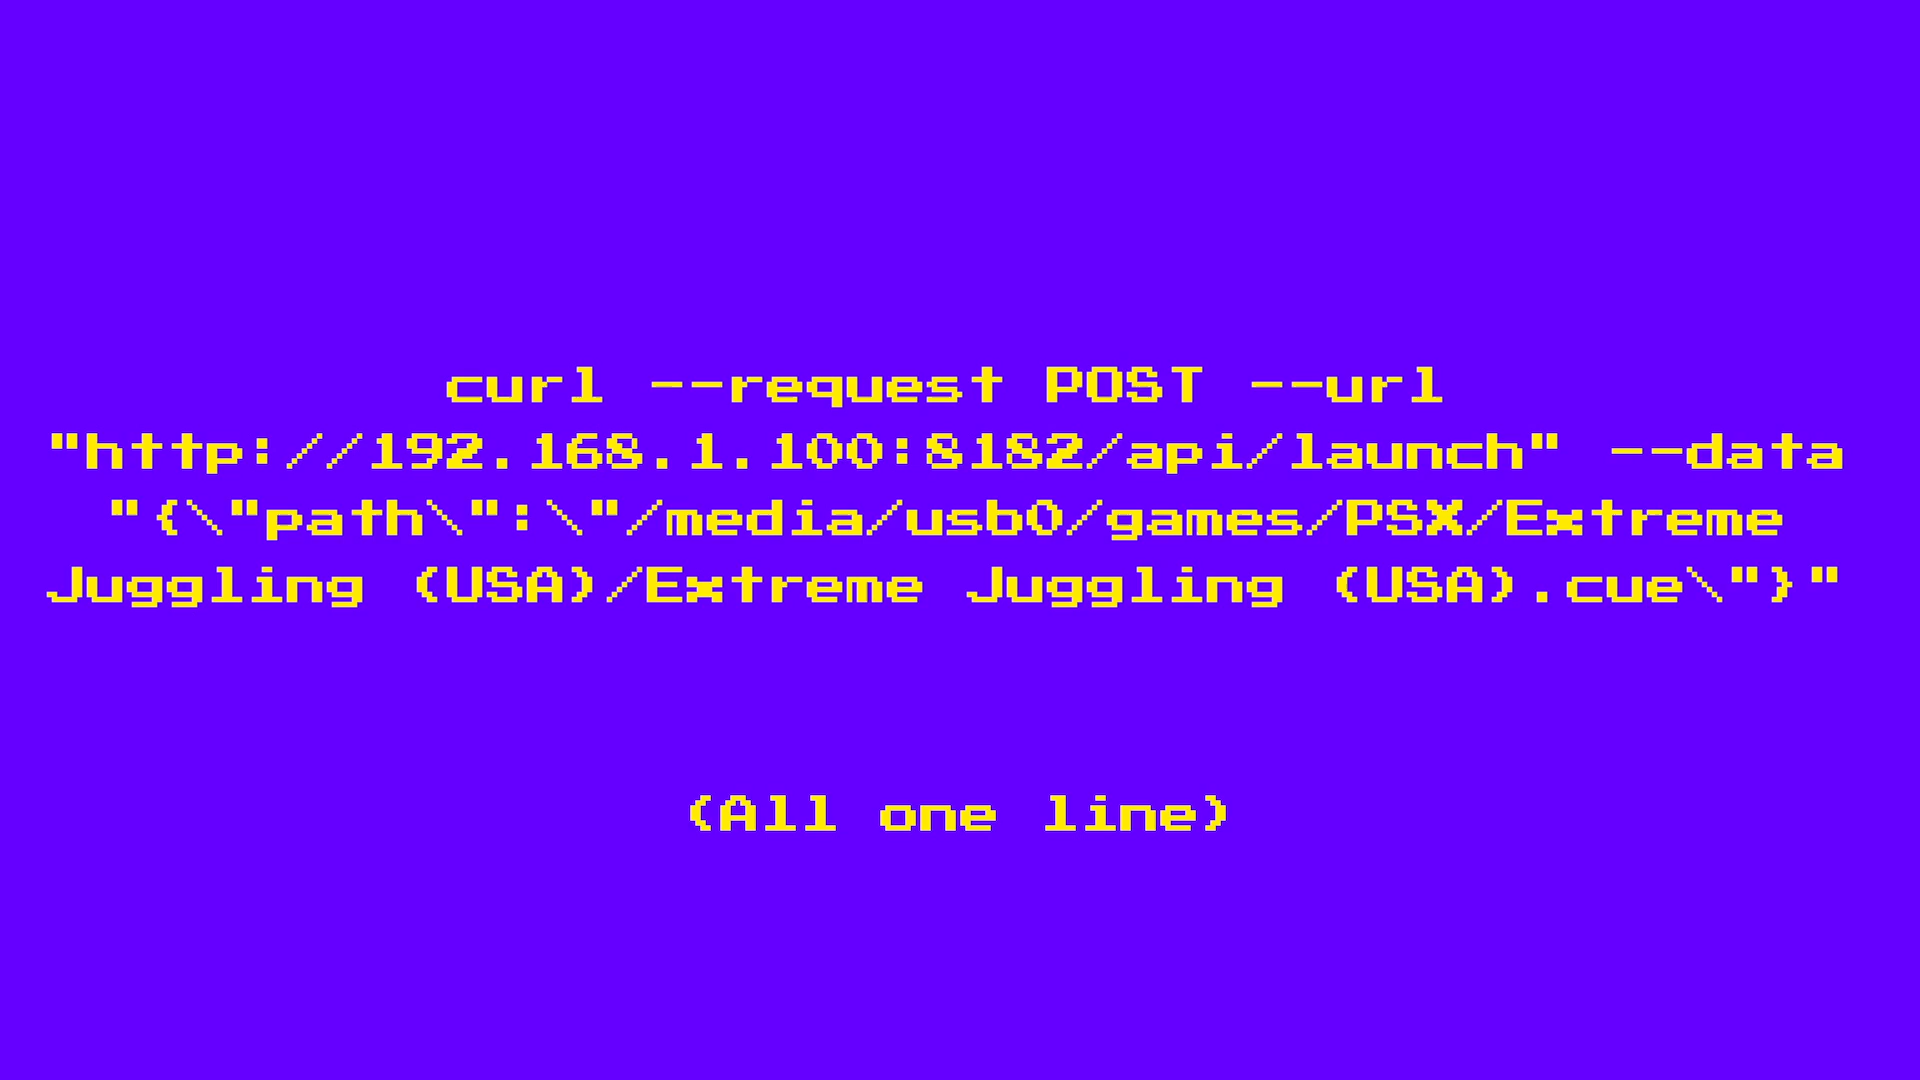 curl --request POST --url
"http://192.168.1.100:8182/api/launch" --data
"{\"path\":\"/media/usb0/games/PSX/Extreme
Juggling (USA)/Extreme Juggling (USA).cue\"}"
(All one line)